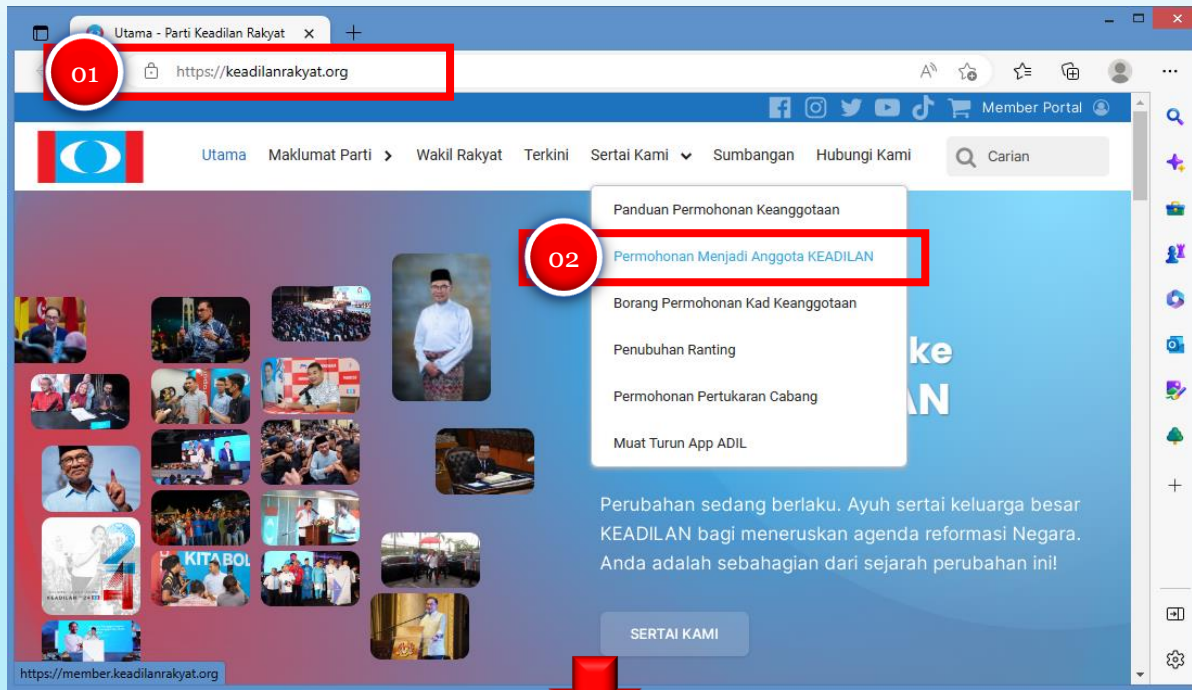 Utama - Parti Keadilan Rakyat
01
https://keadilanrakyat.org
Member Portal
Utama Maklumat Parti Wakil Rakyat Terkini Sertai Kami Sumbangan Hubungi Kami Carian
Panduan Permohonan Keanggotaan
02
Permohonan Menjadi Anggota KEADILAN
Borang Permohonan Kad Keanggotaan
Penubuhan Ranting
ke
Permohonan Pertukaran Cabang
Muat Turun App ADIL
Perubahan sedang berlaku. Ayuh sertai keluarga besar
KEADILAN bagi meneruskan agenda reformasi Negara.
Anda adalah sebahagian dari sejarah perubahan ini!
KITA BOL
SERTAI KAMI
https://member.keadilanrakyat.org